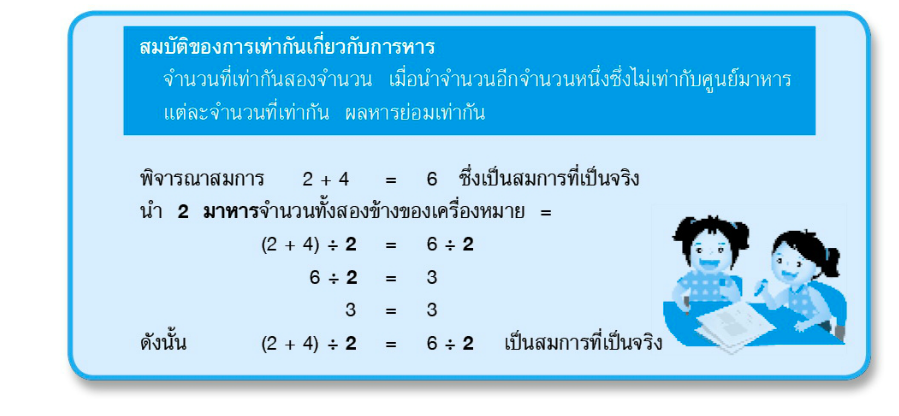 สมบัติของการเท่ากันเกี่ยวกับการหาร
จำนวนที่เท่ากันสองจำนวน เมื่อนำจำนวนอีกจำนวนหนึ่งซึ่งไม่เท่ากับศูนย์มาหาร
แต่ละจำนวนที่เท่ากัน ผลหารย่อมเท่ากัน
พิจารณาสมการ 2 + 4 = 6 ซึ่งเป็นสมการที่เป็นจริง
นำ 2 มาหารจำนวนทั้งสองข้างของเครื่องหมาย =
(2 + 4) ÷ 2 = 6 ÷ 2
6 ÷ 2 = 3
3 = 3
ดังนั้น (2 + 4) ÷ 2 = 6 ÷ 2 เป็นสมการที่เป็นจริง